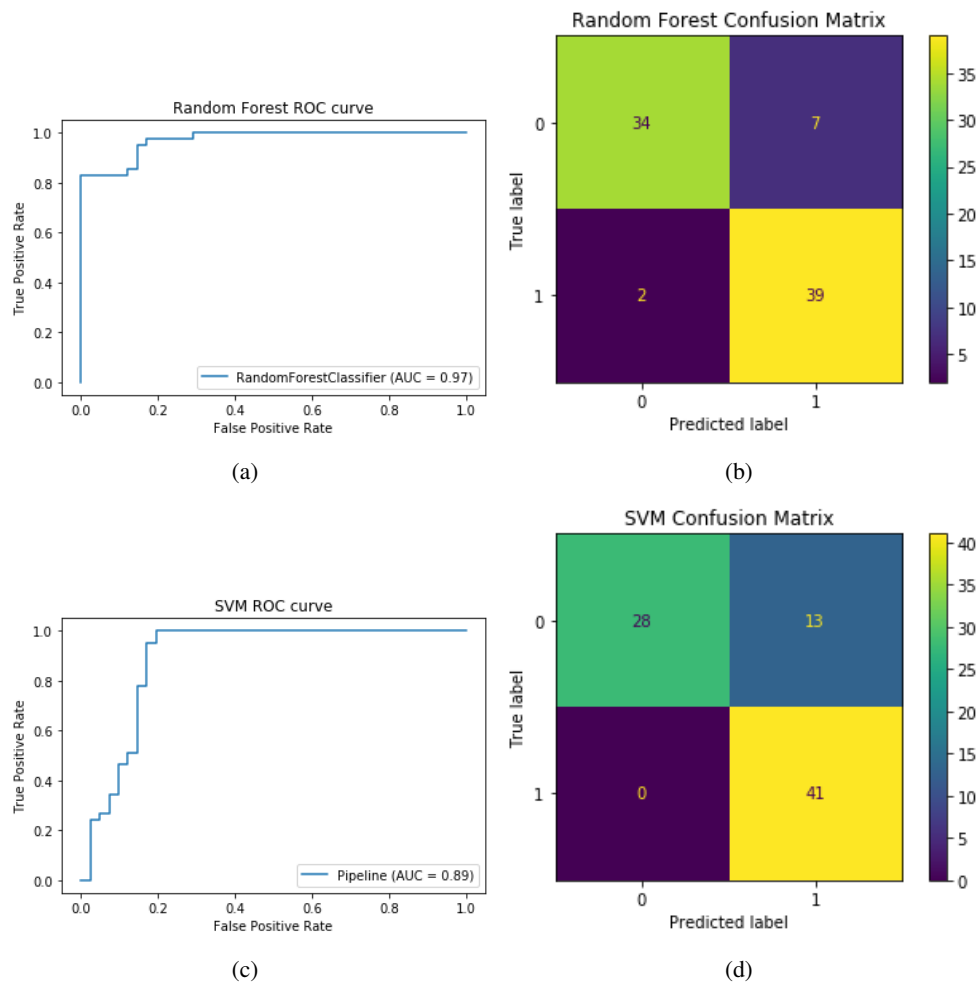 Random Forest ROC curve
True Positive Rate
1.0
0.8
0.6
0.4
0.2
0.0
0.0 0.2 0.4 0.6 0.8 1.0
False Positive Rate
RandomForestClassifier (AUC = 0.97)
(a)
Random Forest Confusion Matrix
True label
0
1
34 7
2 39
0 1
Predicted label
35
30
25
20
15
10
5
(b)
SVM ROC curve
True Positive Rate
1.0
0.8
0.6
0.4
0.2
0.0
0.0 0.2 0.4 0.6 0.8 1.0
False Positive Rate
Pipeline (AUC = 0.89)
(c)
SVM Confusion Matrix
True label
0
1
28 13
0 41
0 1
Predicted label
40
35
30
25
20
15
10
5
0
(d)